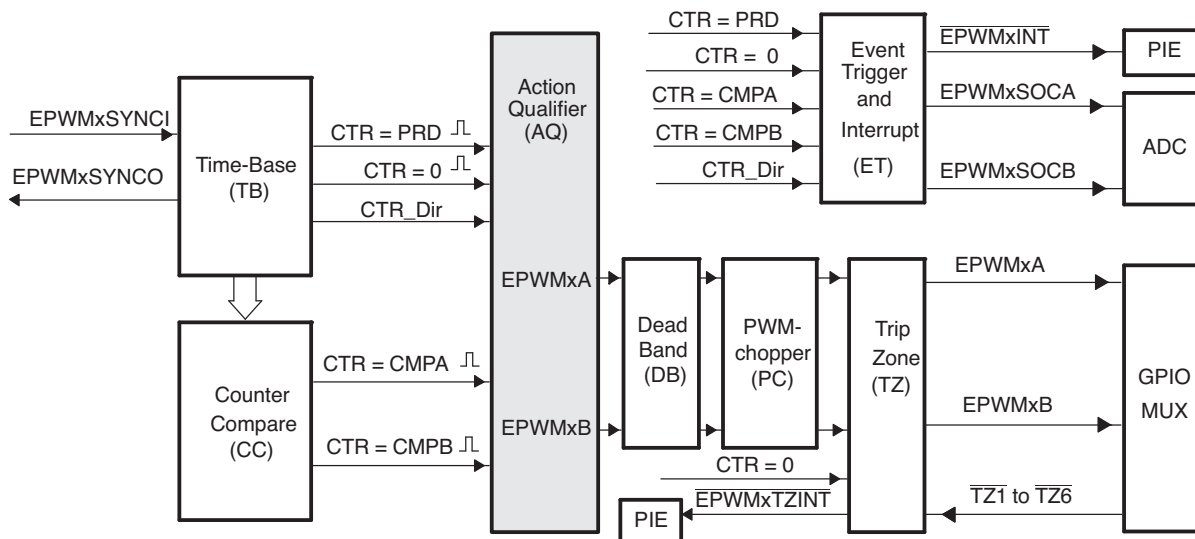 EPWMxSYNCI
EPWMxSYNCO
Time-Base
(TB)
CTR = PRD
CTR = 0
CTR_Dir
Counter
Compare
(CC)
CTR = CMPA
CTR = CMPB
Action
Qualifier
(AQ)
EPWMxA
EPWMxB
CTR = PRD
CTR = 0
CTR = CMPA
CTR = CMPB
CTR_Dir
Event
Trigger
and
Interrupt
(ET)
EPWMxINT
EPWMxSOCA
EPWMxSOCB
PIE
ADC
Dead
Band
(DB)
PWM-
chopper
(PC)
Trip
Zone
(TZ)
EPWMxA
EPWMxB
CTR = 0
EPWMxTZINT
PIE
TZ1 to TZ6
GPIO
MUX